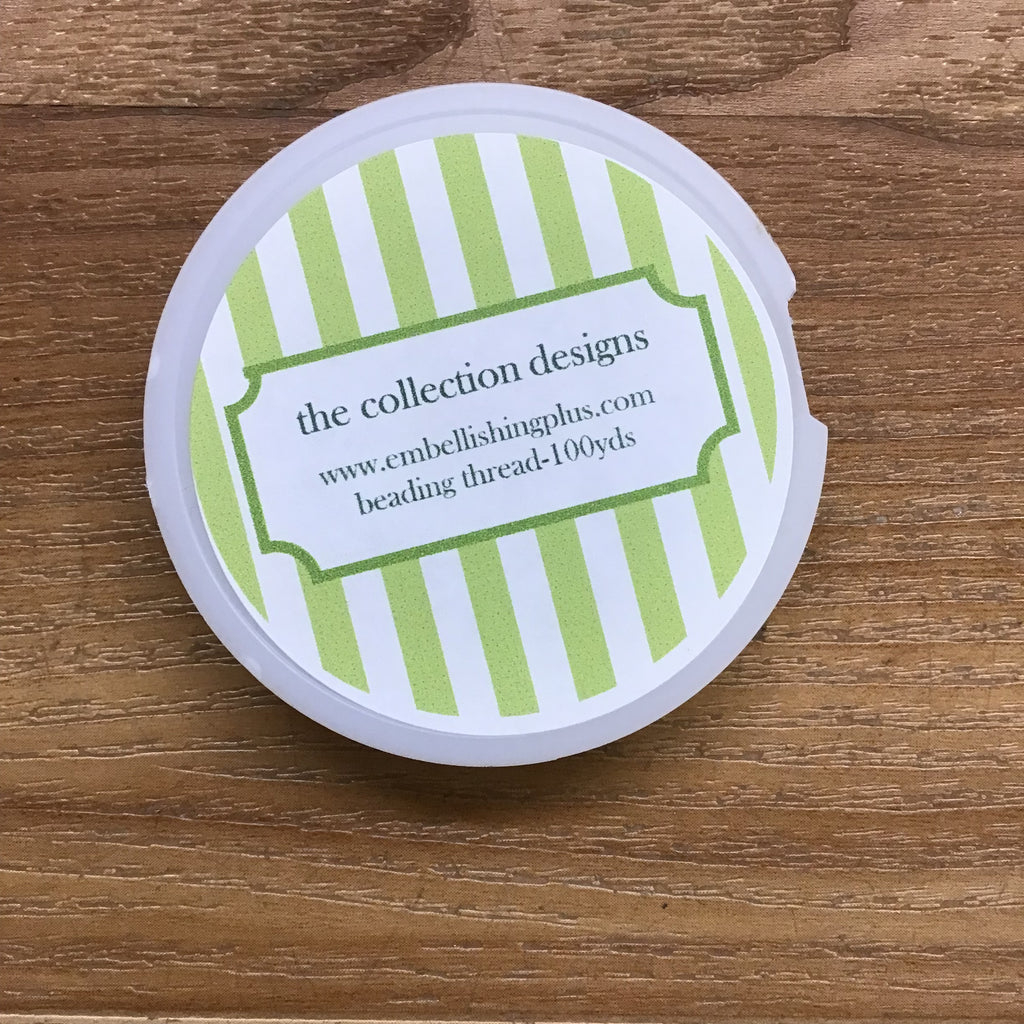 the collection designs
www.embellishingplus.com
beading thread-100yds